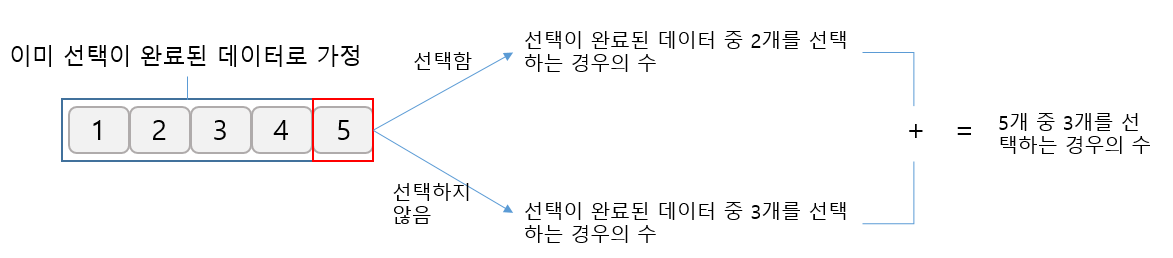 이미 선택이 완료된 데이터로 가정
1 2 3 4 5
선택함
선택이 완료된 데이터 중 2개를 선택
하는 경우의 수
선택하지
않음
선택이 완료된 데이터 중 3개를 선택
하는 경우의 수
+ =
5개 중 3개를 선
택하는 경우의 수